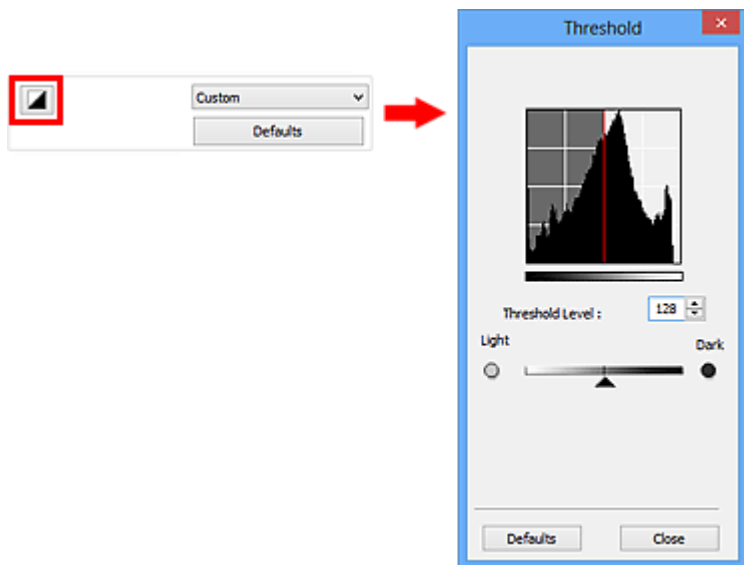 Custom
Defaults
Threshold
Threshold Level :
128
Light
Dark
Defaults
Close